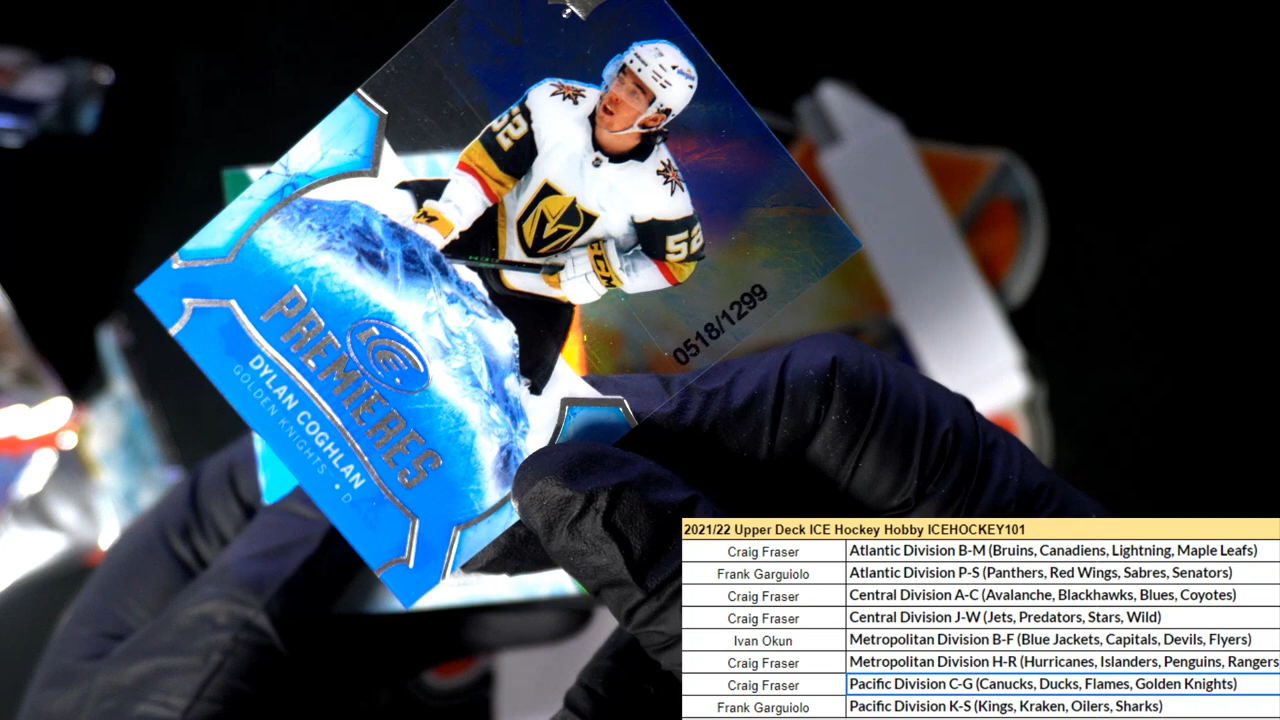 52
52
CCM
0518/1299
ICE
PREMIERES
DYLAN COGHLAN
GOLDEN KNIGHTS • D
2021/22 Upper Deck ICE Hockey Hobby ICEHOCKEY101
Craig Fraser Atlantic Division B-M (Bruins, Canadiens, Lightning, Maple Leafs)
Frank Garguiolo Atlantic Division P-S (Panthers, Red Wings, Sabres, Senators)
Craig Fraser Central Division A-C (Avalanche, Blackhawks, Blues, Coyotes)
Craig Fraser Central Division J-W (Jets, Predators, Stars, Wild)
Ivan Okun Metropolitan Division B-F (Blue Jackets, Capitals, Devils, Flyers)
Craig Fraser Metropolitan Division H-R (Hurricanes, Islanders, Penguins, Rangers
Craig Fraser Pacific Division C-G (Canucks, Ducks, Flames, Golden Knights)
Frank Garguiolo Pacific Division K-S (Kings, Kraken, Oilers, Sharks)